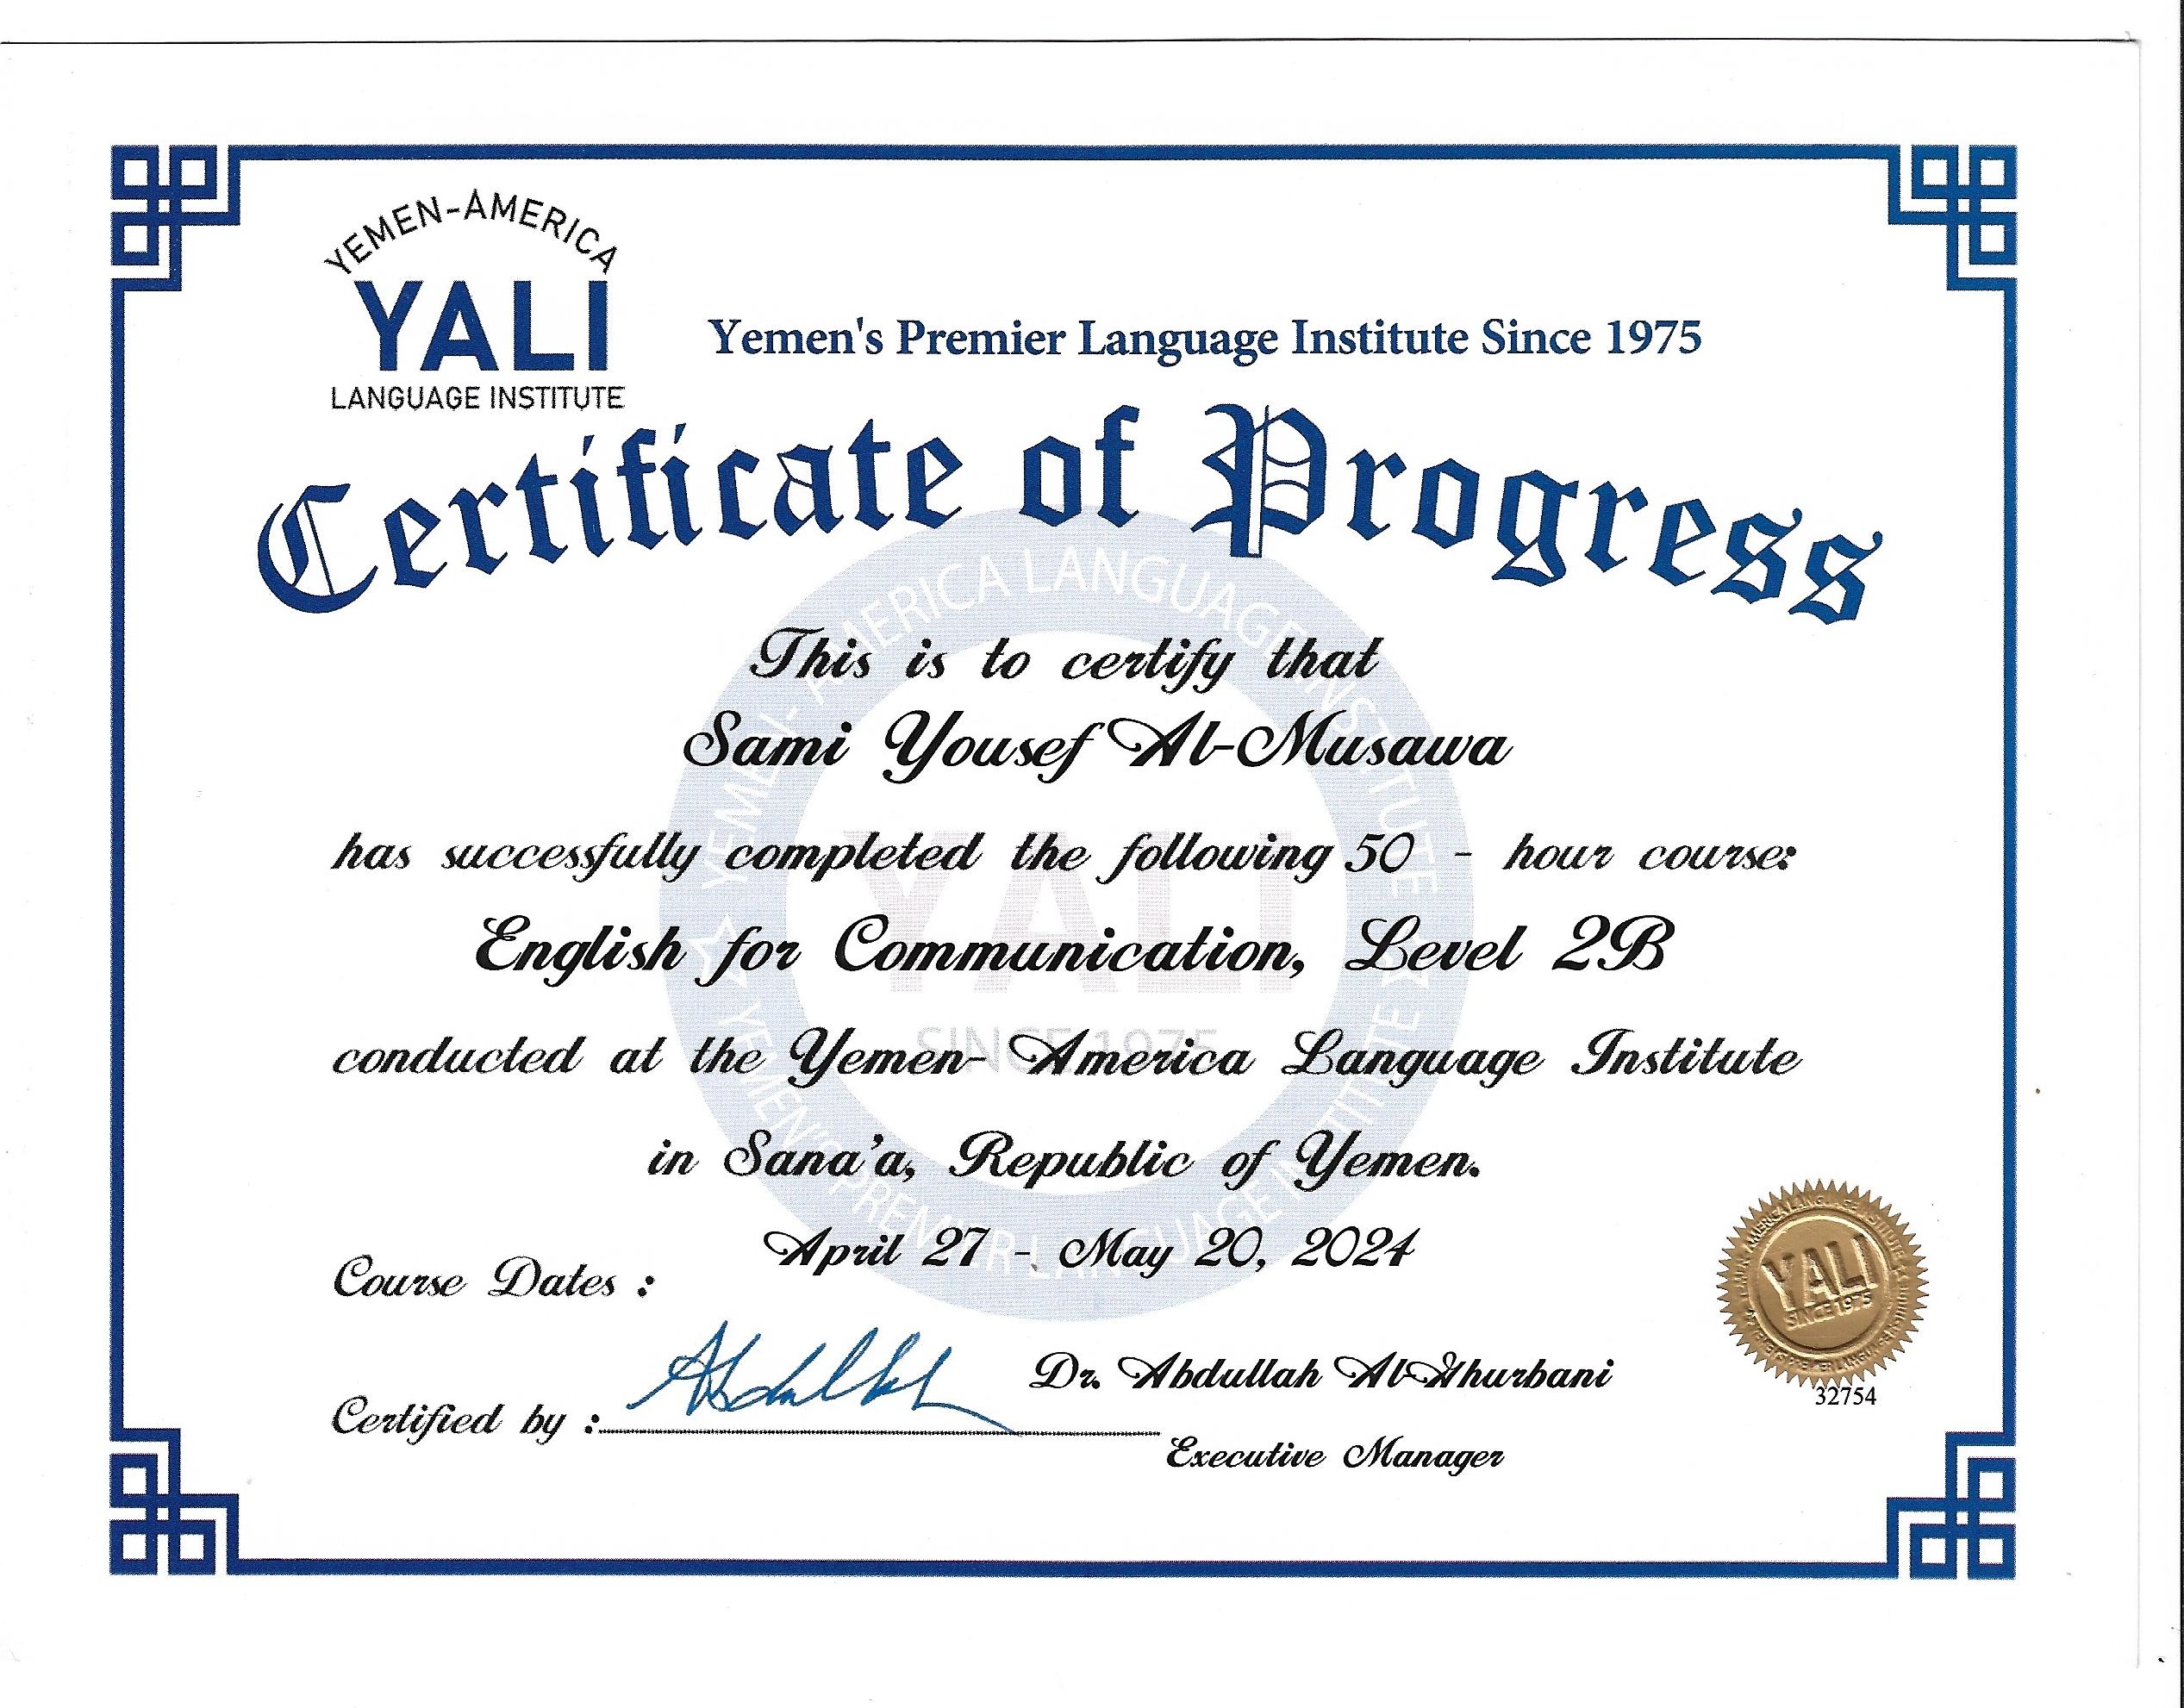 YEMEN-AMERICA
YALI
LANGUAGE INSTITUTE
Yemen's Premier Language Institute Since 1975
Certificate of Progress
This is to certify that
Sami Yousef Al-Musawa
has successfully completed the following 50 - hour course:
English for Communication, Level 2B
conducted at the Yemen- America Language Institute
in Sana'a, Republic of Yemen.
Course Dates : April 27 - May 20, 2024
Certified by : Dr. Abdullah Al-Ghurbani
Executive Manager
YALI
SINCE 1975
32754
YEMEN- AMERICA LANGUAGE INSTITUTE
YALI
SINCE 1975
YEMEN'S PREMIER LANGUAGE INSTITUTE